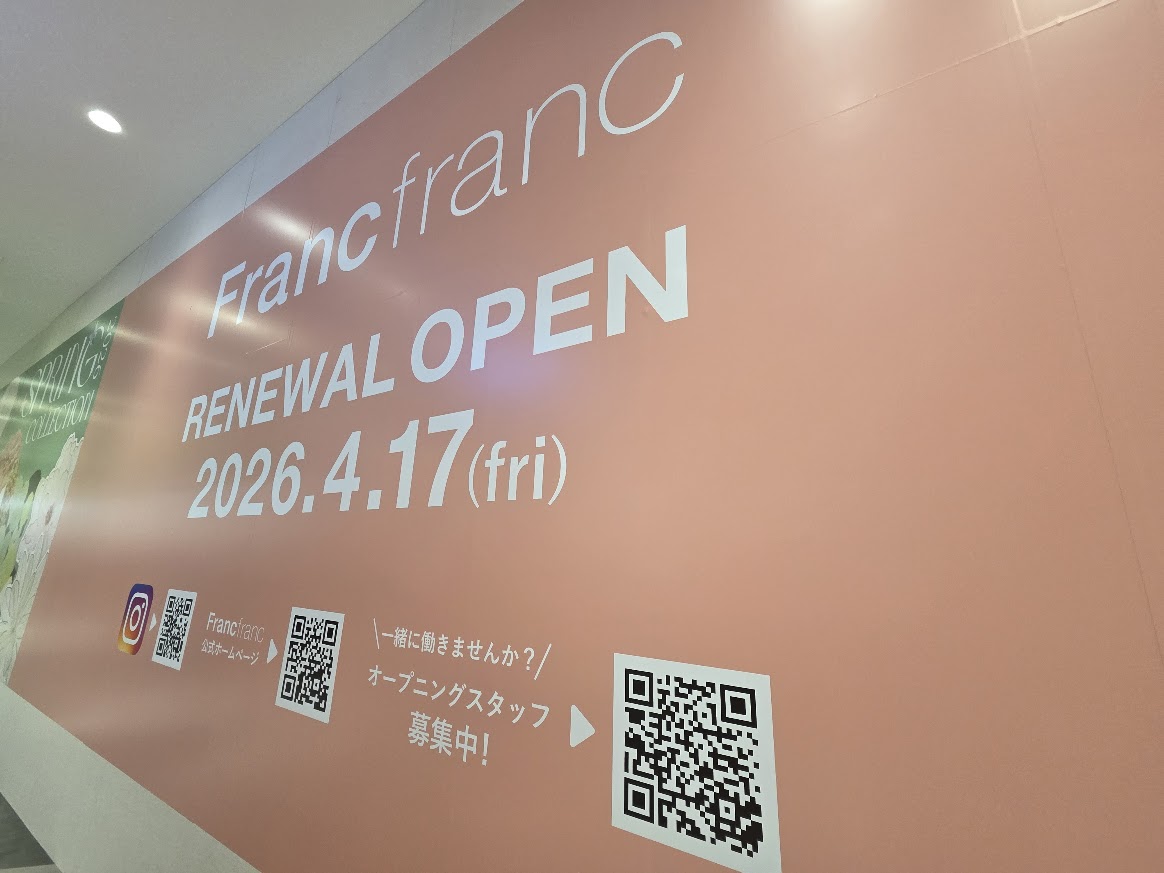 Francfranc
RENEWAL OPEN
2026.4.17(fri)
SPRING
COLLECTION
Francfranc
公式ホームページ
\一緒に働きませんか?/
オープニングスタッフ
募集中!